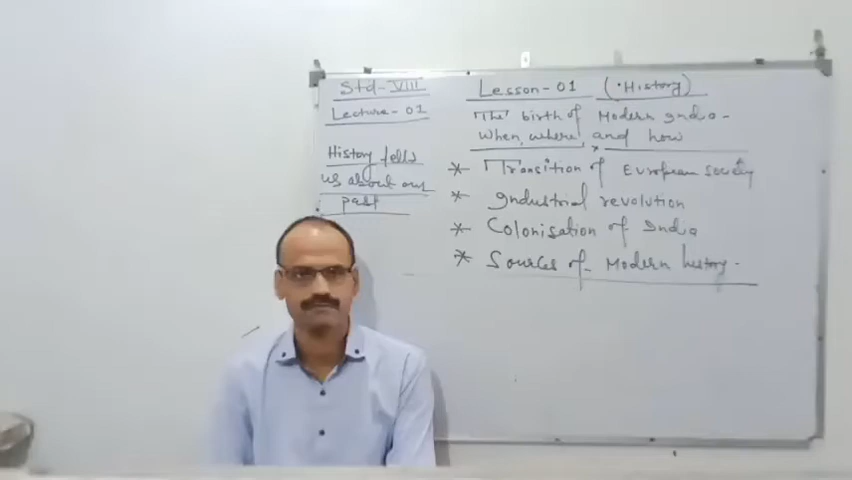 Std-VIII
Lecture-01
History tells
us about our
past
Lesson-01 (•History)
The birth of Modern India-
when, where, and how
* Transition of European society
* Industrial revolution
* Colonisation of India
* Sources of Modern history.